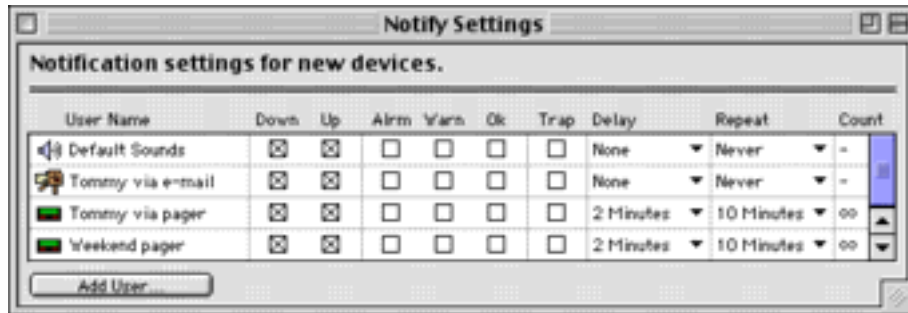 Notify Settings
Notification settings for new devices.
User Name Down Up Alrm Warn Ok Trap Delay Repeat Count
Default Sounds None Never -
Tommy via e-mail None Never -
Tommy via pager 2 Minutes 10 Minutes ∞
Weekend pager 2 Minutes 10 Minutes ∞
Add User...